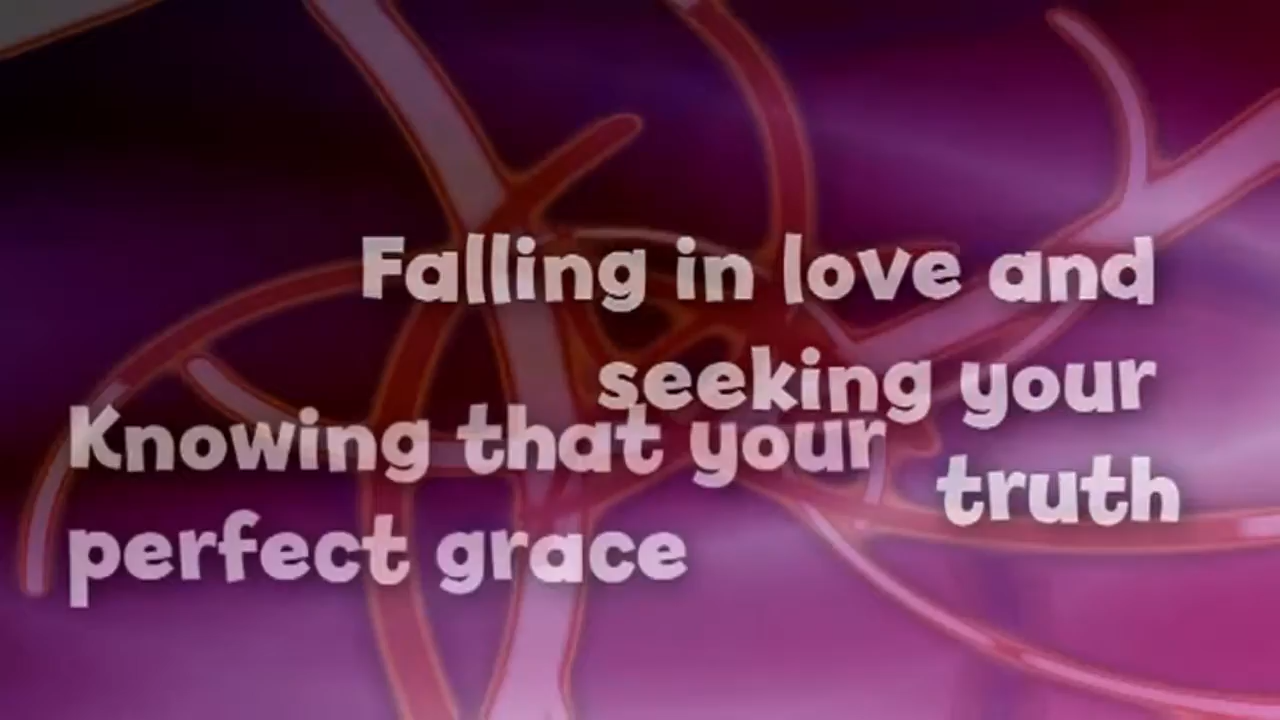 Falling in love and
seeking your
truth
Knowing that your
perfect grace